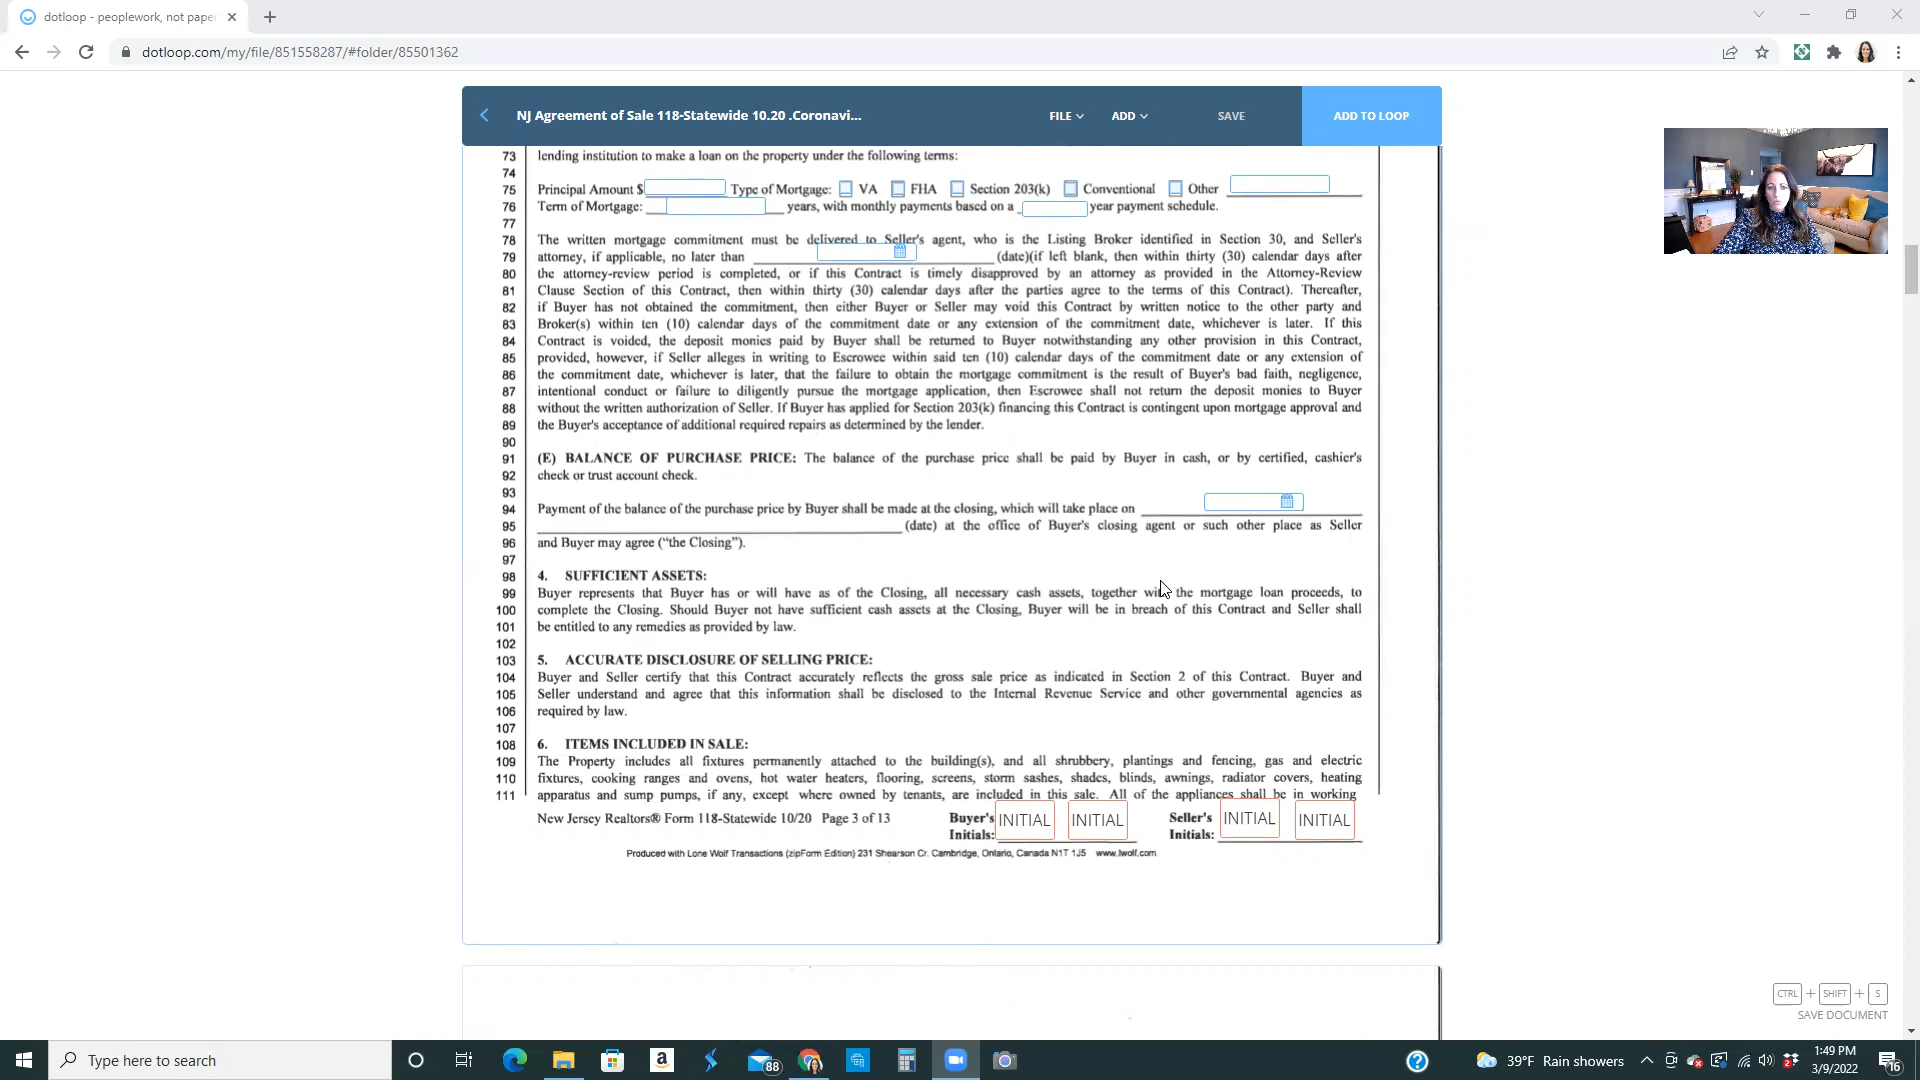 dotloop - peoplework, not pape
dotloop.com/my/file/851558287/#folder/85501362
NJ Agreement of Sale 118-Statewide 10.20 .Coronavi...
FILE
ADD
SAVE
ADD TO LOOP
73 lending institution to make a loan on the property under the following terms:
74
75 Principal Amount $ Type of Mortgage: VA FHA Section 203(k) Conventional Other
76 Term of Mortgage: years, with monthly payments based on a year payment schedule.
77
78 The written mortgage commitment must be delivered to Seller's agent, who is the Listing Broker identified in Section 30, and Seller's
79 attorney, if applicable, no later than (date)(if left blank, then within thirty (30) calendar days after
80 the attorney-review period is completed, or if this Contract is timely disapproved by an attorney as provided in the Attorney-Review
81 Clause Section of this Contract, then within thirty (30) calendar days after the parties agree to the terms of this Contract). Thereafter,
82 if Buyer has not obtained the commitment, then either Buyer or Seller may void this Contract by written notice to the other party and
83 Broker(s) within ten (10) calendar days of the commitment date or any extension of the commitment date, whichever is later. If this
84 Contract is voided, the deposit monies paid by Buyer shall be returned to Buyer notwithstanding any other provision in this Contract,
85 provided, however, if Seller alleges in writing to Escrowee within said ten (10) calendar days of the commitment date or any extension of
86 the commitment date, whichever is later, that the failure to obtain the mortgage commitment is the result of Buyer's bad faith, negligence,
87 intentional conduct or failure to diligently pursue the mortgage application, then Escrowee shall not return the deposit monies to Buyer
88 without the written authorization of Seller. If Buyer has applied for Section 203(k) financing this Contract is contingent upon mortgage approval and
89 the Buyer's acceptance of additional required repairs as determined by the lender.
90
91 (E) BALANCE OF PURCHASE PRICE: The balance of the purchase price shall be paid by Buyer in cash, or by certified, cashier's
92 check or trust account check.
93
94 Payment of the balance of the purchase price by Buyer shall be made at the closing, which will take place on
95 (date) at the office of Buyer's closing agent or such other place as Seller
96 and Buyer may agree (“the Closing”).
97
98 4. SUFFICIENT ASSETS:
99 Buyer represents that Buyer has or will have as of the Closing, all necessary cash assets, together with the mortgage loan proceeds, to
100 complete the Closing. Should Buyer not have sufficient cash assets at the Closing, Buyer will be in breach of this Contract and Seller shall
101 be entitled to any remedies as provided by law.
102
103 5. ACCURATE DISCLOSURE OF SELLING PRICE:
104 Buyer and Seller certify that this Contract accurately reflects the gross sale price as indicated in Section 2 of this Contract. Buyer and
105 Seller understand and agree that this information shall be disclosed to the Internal Revenue Service and other governmental agencies as
106 required by law.
107
108 6. ITEMS INCLUDED IN SALE:
109 The Property includes all fixtures permanently attached to the building(s), and all shrubbery, plantings and fencing, gas and electric
110 fixtures, cooking ranges and ovens, hot water heaters, flooring, screens, storm sashes, shades, blinds, awnings, radiator covers, heating
111 apparatus and sump pumps, if any, except where owned by tenants, are included in this sale. All of the appliances shall be in working
New Jersey Realtors® Form 118-Statewide 10/20 Page 3 of 13
Buyer's
Initials:
INITIAL
INITIAL
Seller's
Initials:
INITIAL
INITIAL
Produced with Lone Wolf Transactions (zipForm Edition) 231 Shearson Cr. Cambridge, Ontario, Canada N1T 1J5 www.lwolf.com
CTRL + SHIFT + S
SAVE DOCUMENT
Type here to search
88
39°F Rain showers
2
1:49 PM
3/9/2022
16